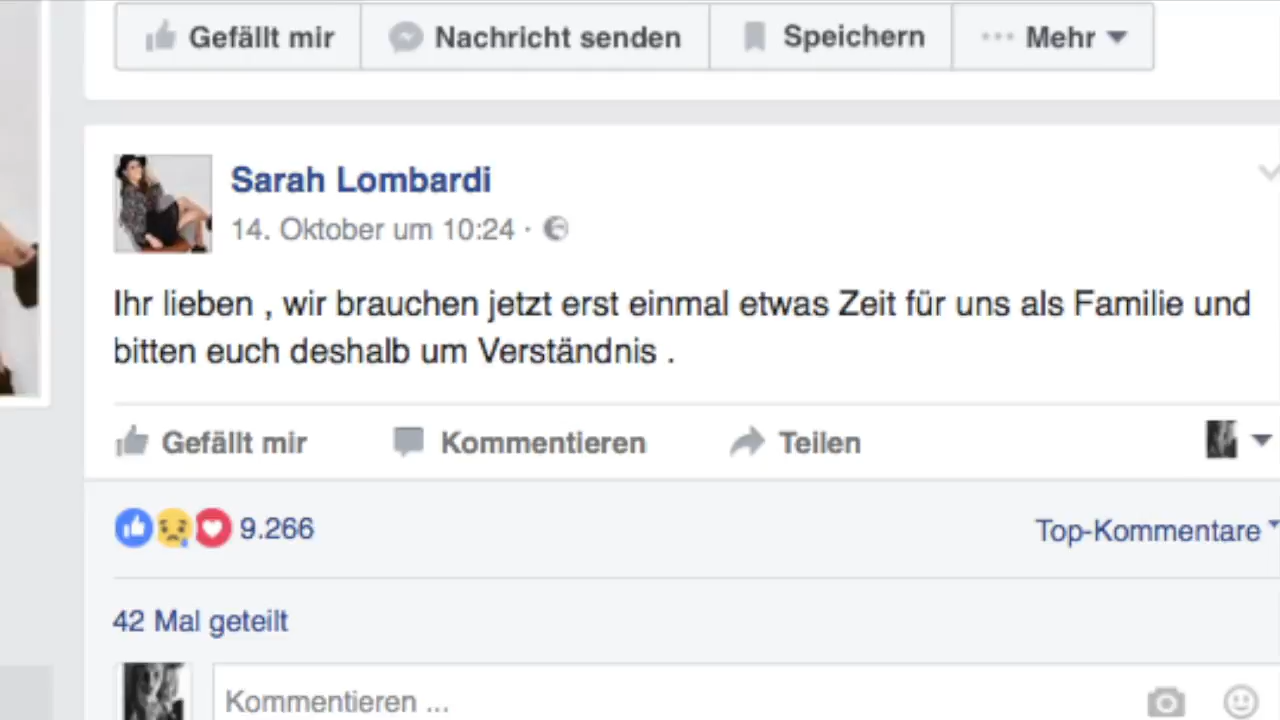 Gefällt mir Nachricht senden Speichern ··· Mehr
Sarah Lombardi
14. Oktober um 10:24 ·
Ihr lieben , wir brauchen jetzt erst einmal etwas Zeit für uns als Familie und
bitten euch deshalb um Verständnis .
Gefällt mir Kommentieren Teilen
9.266 Top-Kommentare
42 Mal geteilt
Kommentieren ...